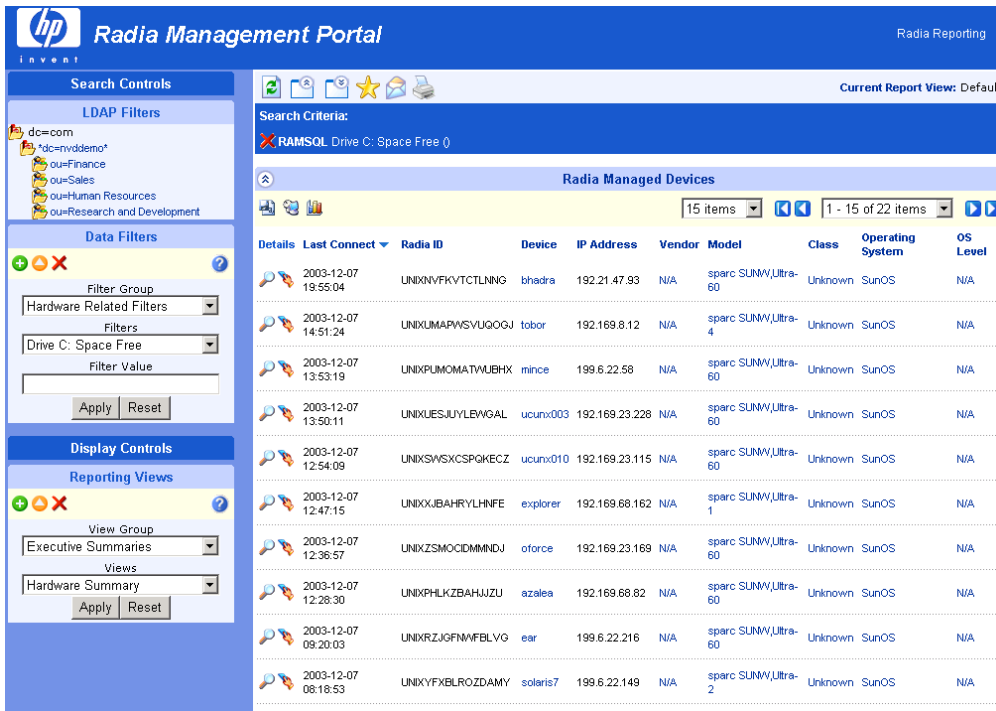 hp
invent
Radia Management Portal
Radia Reporting
Search Controls
LDAP Filters
dc=com
*dc=nvddemo*
ou=Finance
ou=Sales
ou=Human Resources
ou=Research and Development
Data Filters
?
Filter Group
Hardware Related Filters
Filters
Drive C: Space Free
Filter Value
Apply Reset
Display Controls
Reporting Views
?
View Group
Executive Summaries
Views
Hardware Summary
Apply Reset
Current Report View: Defaul
Search Criteria:
RAMSQL Drive C: Space Free ()
Radia Managed Devices
15 items 1 - 15 of 22 items
Details Last Connect Radia ID Device IP Address Vendor Model Class Operating System OS Level
2003-12-07 19:55:04 UNIXNVFKVTCTLNNG bhadra 192.21.47.93 N/A sparc SUNW,Ultra-60 Unknown SunOS N/A
2003-12-07 14:51:24 UNIXUMAPWSVUQOGJ tobor 192.169.8.12 N/A sparc SUNW,Ultra-4 Unknown SunOS N/A
2003-12-07 13:53:19 UNIXPUMOMATWUBHX mince 199.6.22.58 N/A sparc SUNW,Ultra-60 Unknown SunOS N/A
2003-12-07 13:50:11 UNIXUESJUYLEWGAL ucunx003 192.169.23.228 N/A sparc SUNW,Ultra-60 Unknown SunOS N/A
2003-12-07 12:54:09 UNIXSWSXCSPQKECZ ucunx010 192.169.23.115 N/A sparc SUNW,Ultra-60 Unknown SunOS N/A
2003-12-07 12:47:15 UNIXXJBAHRYLHNFE explorer 192.169.68.162 N/A sparc SUNW,Ultra-1 Unknown SunOS N/A
2003-12-07 12:36:57 UNIXZSMOCIDMMNDJ oforce 192.169.23.169 N/A sparc SUNW,Ultra-60 Unknown SunOS N/A
2003-12-07 12:28:30 UNIXPHLKZBAHJJZU azalea 192.169.68.82 N/A sparc SUNW,Ultra-60 Unknown SunOS N/A
2003-12-07 09:20:03 UNIXRZJGFNWFBLVG ear 199.6.22.216 N/A sparc SUNW,Ultra-60 Unknown SunOS N/A
2003-12-07 08:18:53 UNIXYFXBLROZDAMY solaris7 199.6.22.149 N/A sparc SUNW,Ultra-2 Unknown SunOS N/A